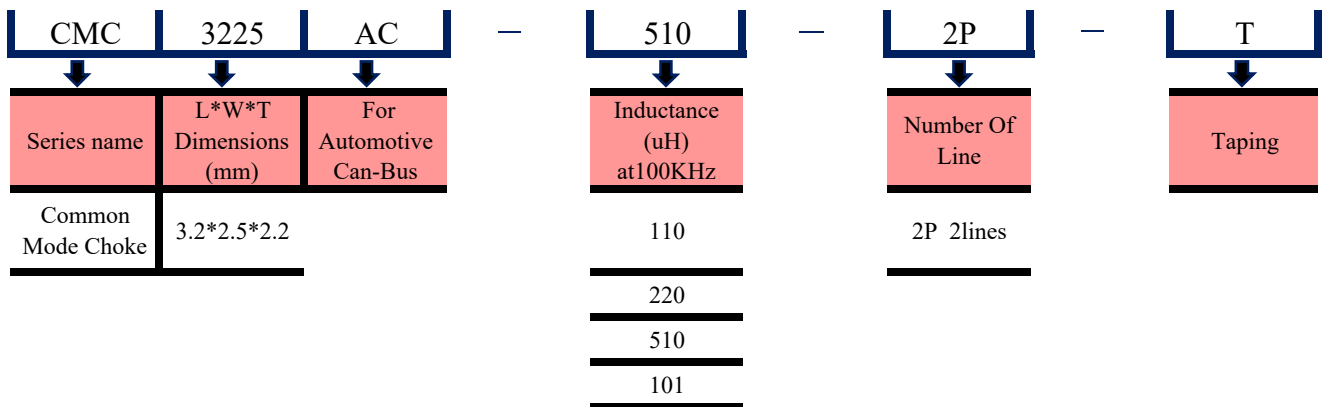 CMC 3225 AC — 510 — 2P — T
Series name
L*W*T
Dimensions
(mm)
For
Automotive
Can-Bus
Inductance
(uH)
at100KHz
Number Of
Line
Taping
Common
Mode Choke
3.2*2.5*2.2
110
2P 2lines
220
510
101